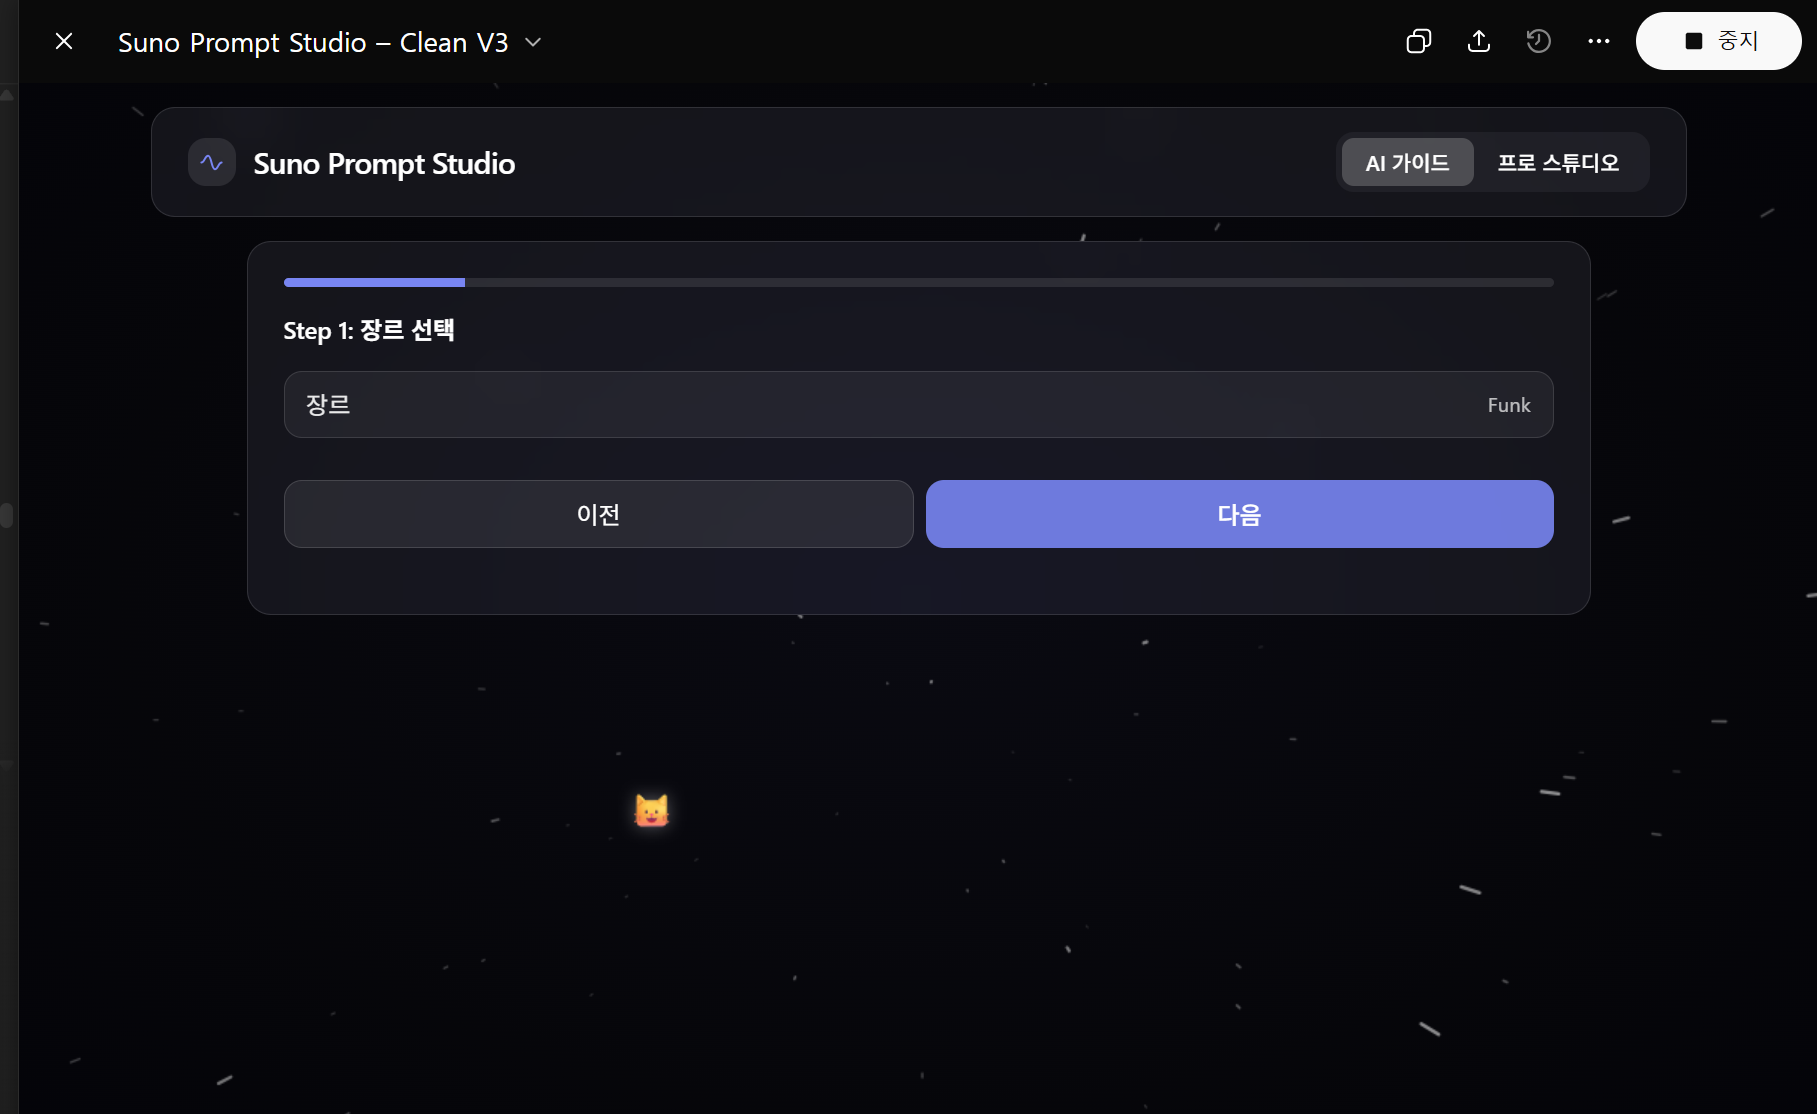 Suno Prompt Studio – Clean V3
중지
Suno Prompt Studio
AI 가이드
프로 스튜디오
Step 1: 장르 선택
장르
Funk
이전
다음